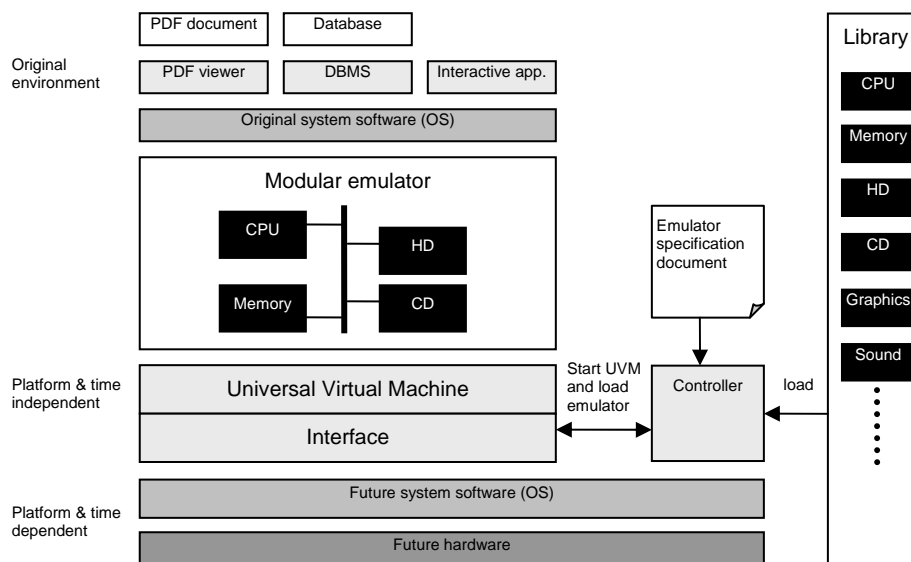 PDF document
Database
Library
Original
environment
PDF viewer
DBMS
Interactive app.
CPU
Original system software (OS)
Memory
Modular emulator
CPU
HD
Memory
CD
HD
Emulator
specification
document
CD
Graphics
Sound
Platform & time
independent
Universal Virtual Machine
Interface
Start UVM
and load
emulator
Controller
load
Platform & time
dependent
Future system software (OS)
Future hardware